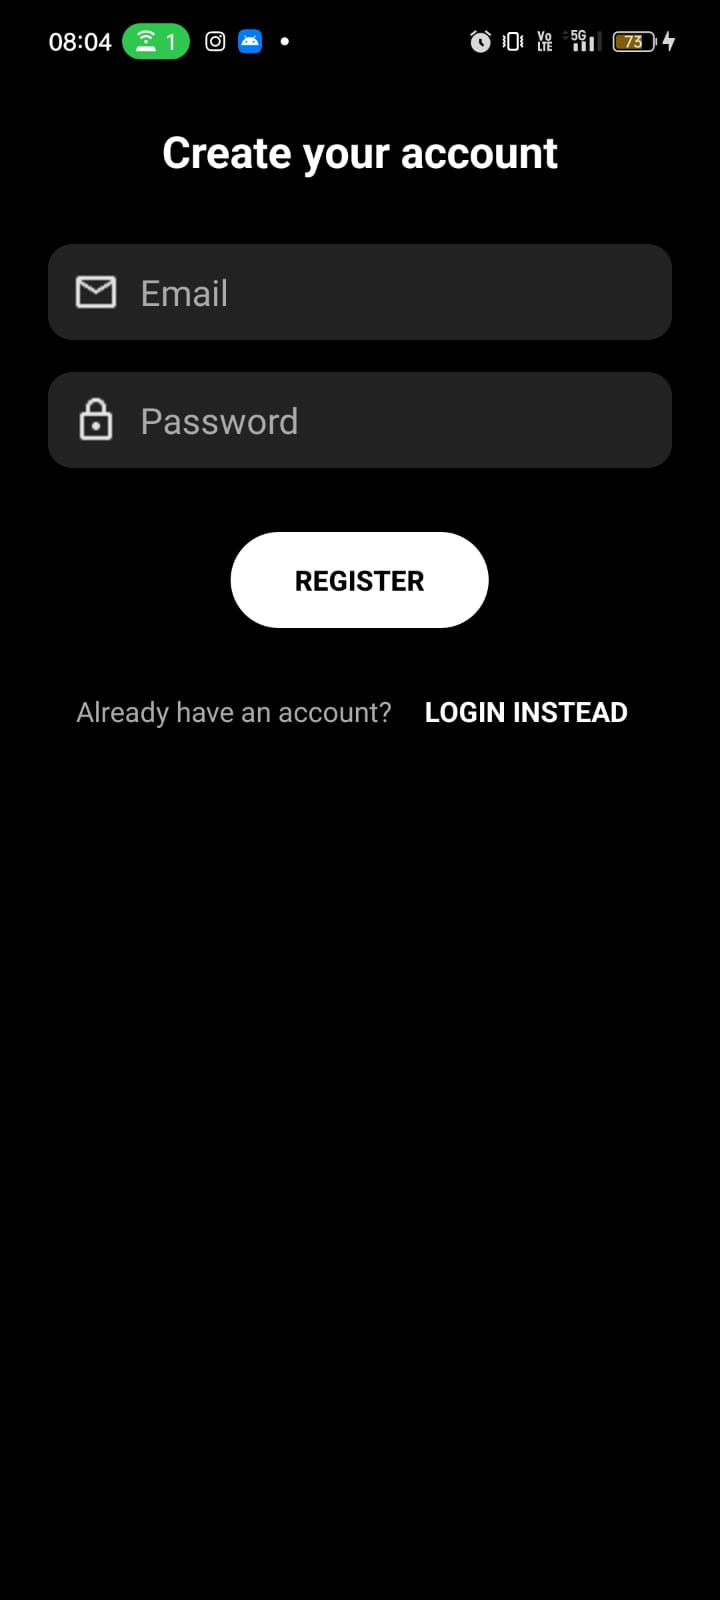 08:04 1 Vo LTE 5G 73
Create your account
Email
Password
REGISTER
Already have an account? LOGIN INSTEAD